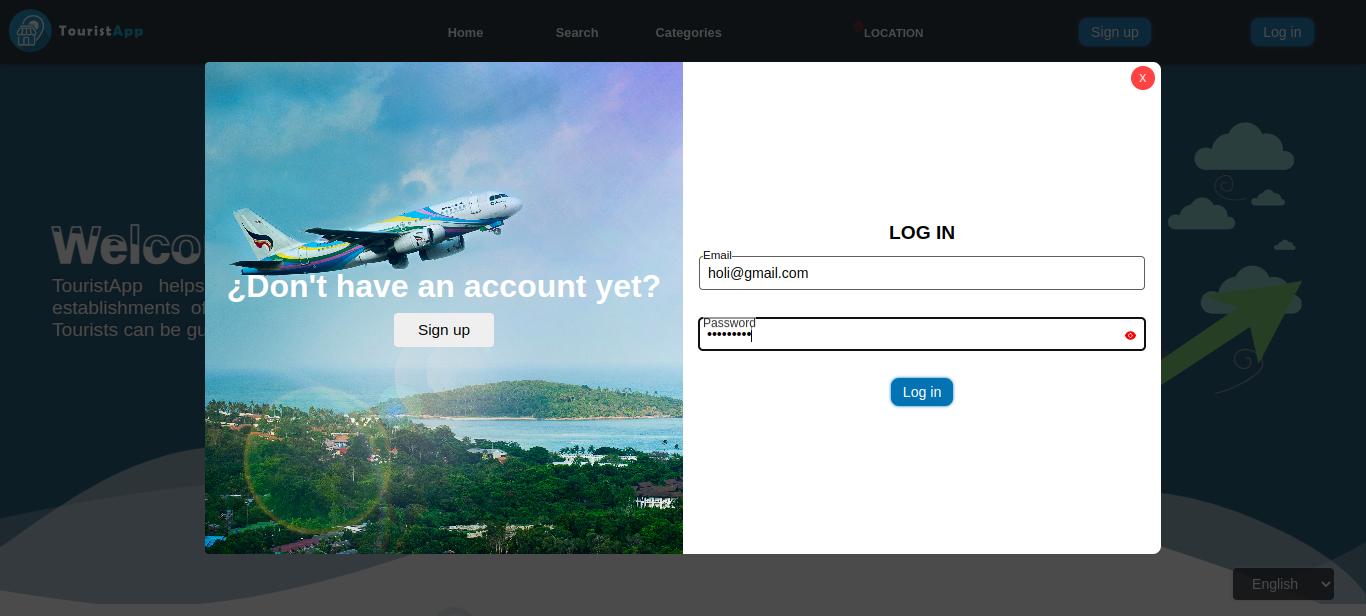 TouristApp
Home
Search
Categories
LOCATION
Sign up
Log in
X
Welco
TouristApp helps
establishments of
Tourists can be gu
¿Don't have an account yet?
Sign up
LOG IN
Email
holi@gmail.com
Password
•••••••••
Log in
English